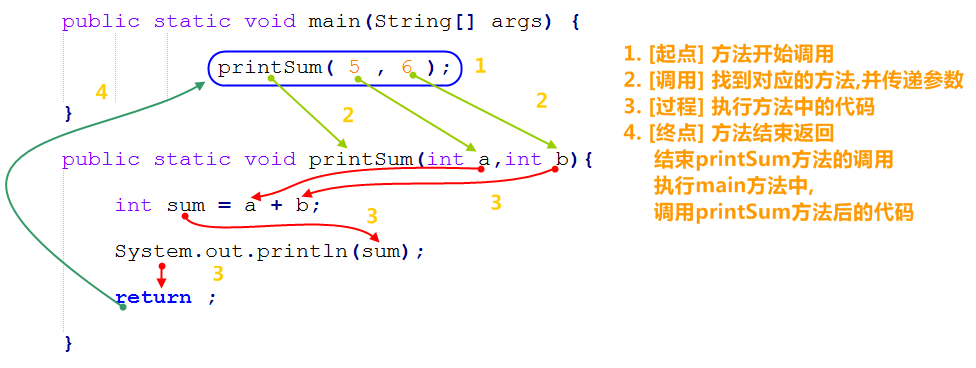 public static void main(String[] args) {
printSum( 5 , 6 ); 1
4
2
2
}
public static void printSum(int a,int b){
int sum = a + b;
3
3
System.out.println(sum);
3
return ;
}
1. [起点] 方法开始调用
2. [调用] 找到对应的方法,并传递参数
3. [过程] 执行方法中的代码
4. [终点] 方法结束返回
结束printSum方法的调用
执行main方法中,
调用printSum方法后的代码